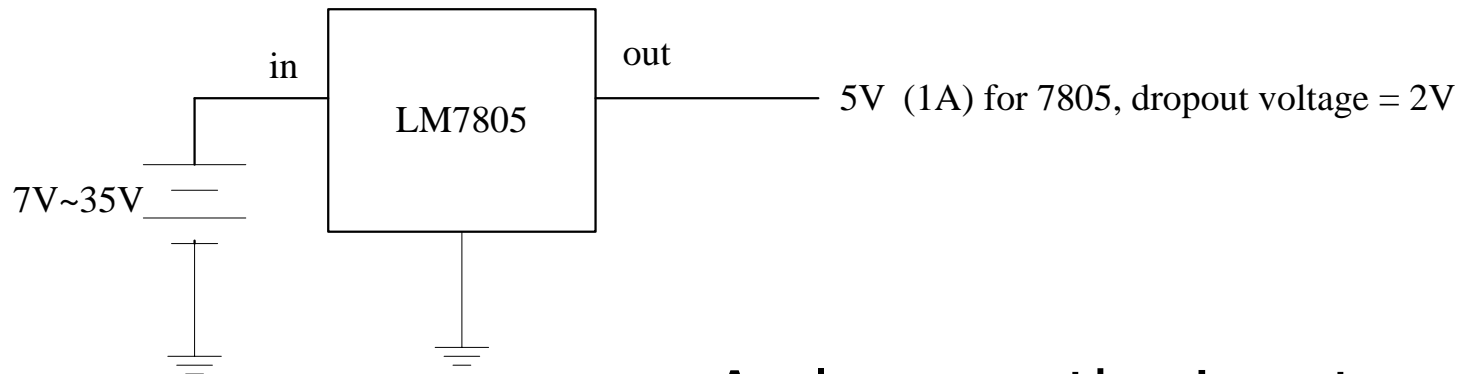 in
out
LM7805
5V (1A) for 7805, dropout voltage = 2V
7V~35V